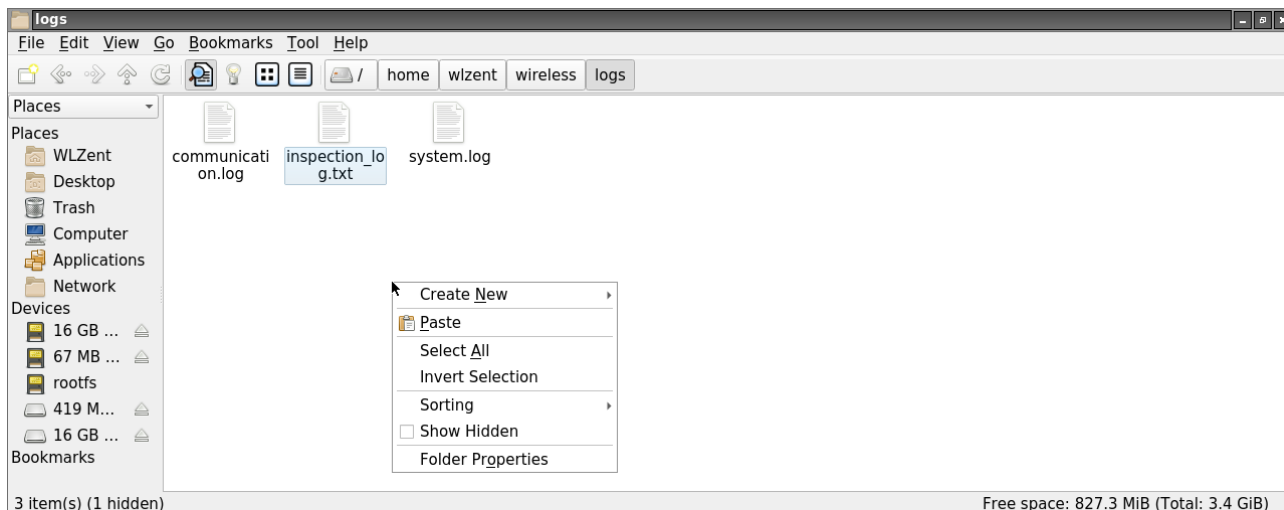 logs
File Edit View Go Bookmarks Tool Help
/ home wlzent wireless logs
Places
Places
WLZent
Desktop
Trash
Computer
Applications
Network
Devices
16 GB ...
67 MB ...
rootfs
419 M...
16 GB ...
Bookmarks
communicati
on.log
inspection_lo
g.txt
system.log
Create New
Paste
Select All
Invert Selection
Sorting
Show Hidden
Folder Properties
3 item(s) (1 hidden)
Free space: 827.3 MiB (Total: 3.4 GiB)